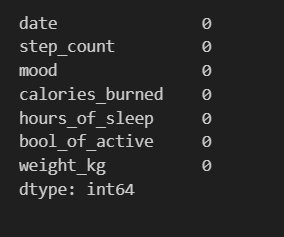 date 0
step_count 0
mood 0
calories_burned 0
hours_of_sleep 0
bool_of_active 0
weight_kg 0
dtype: int64